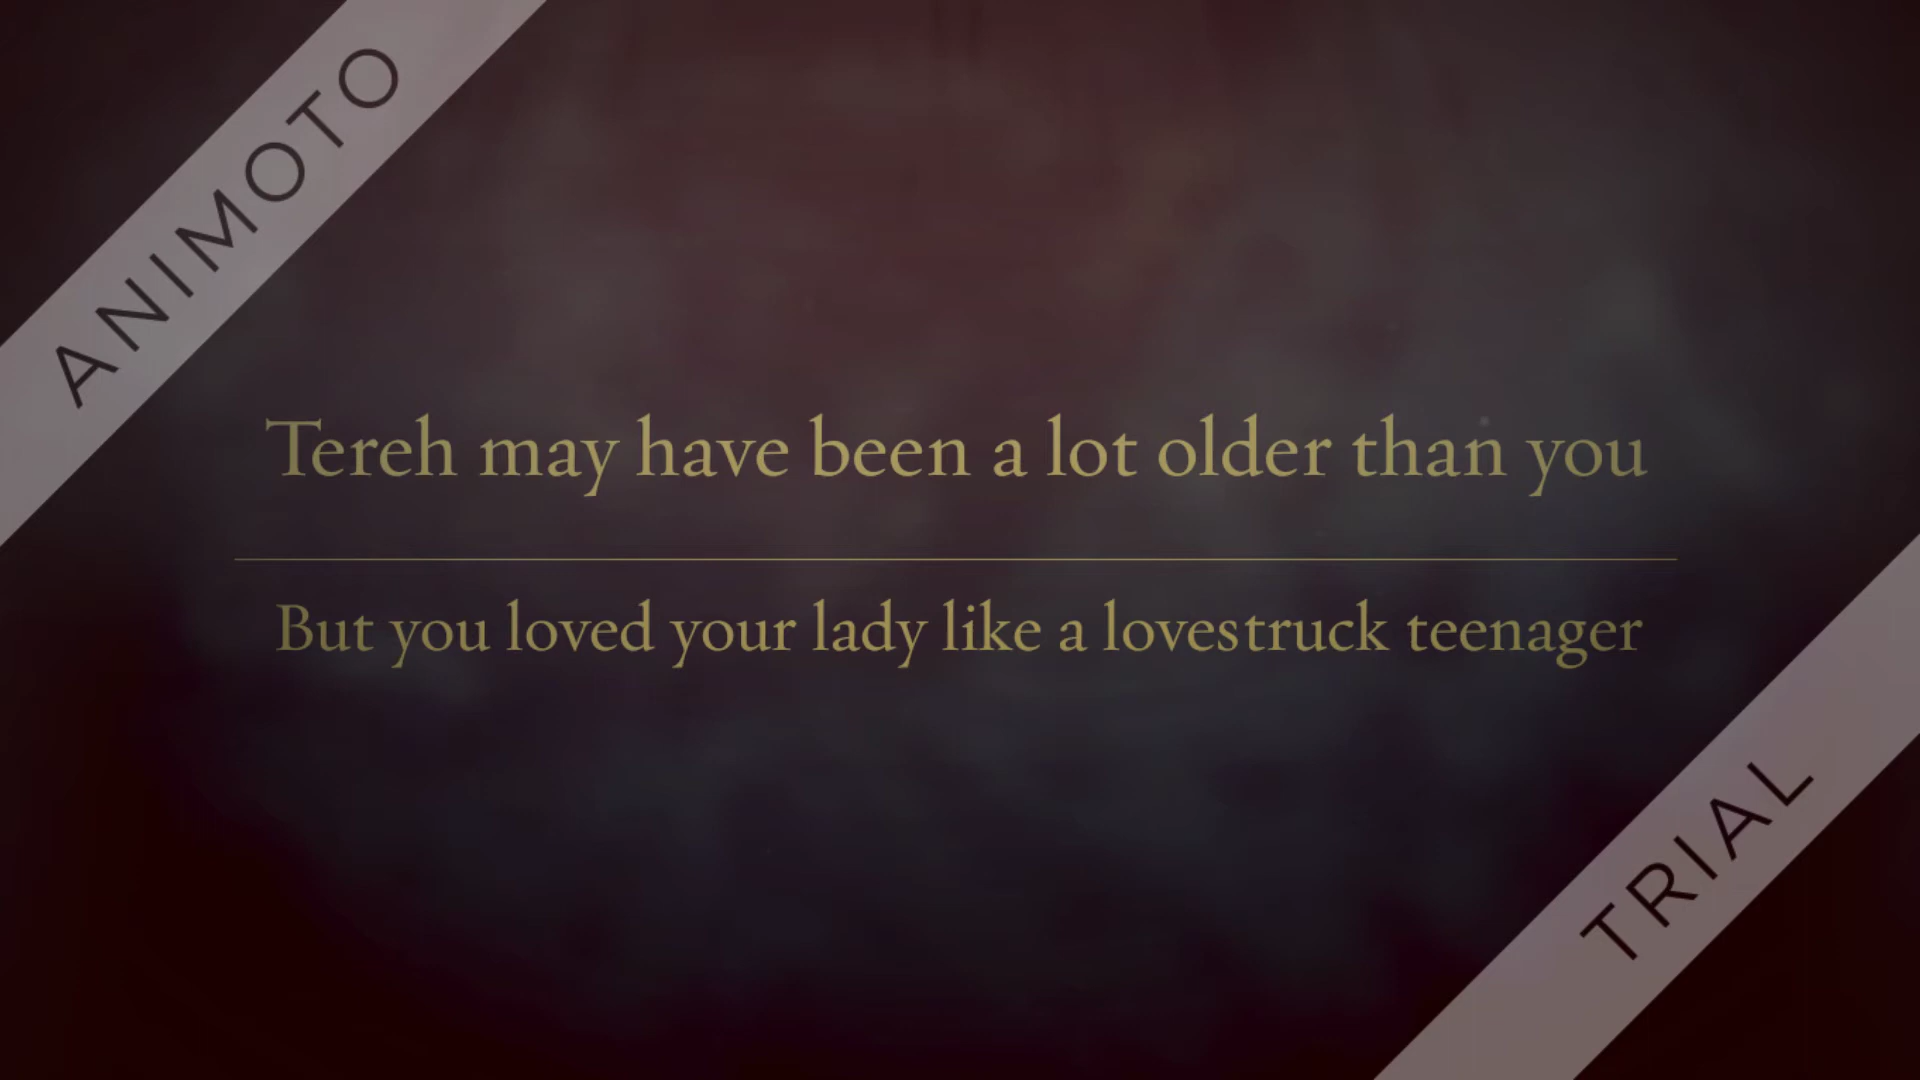 ANIMOTO
Tereh may have been a lot older than you
But you loved your lady like a lovestruck teenager
TRIAL